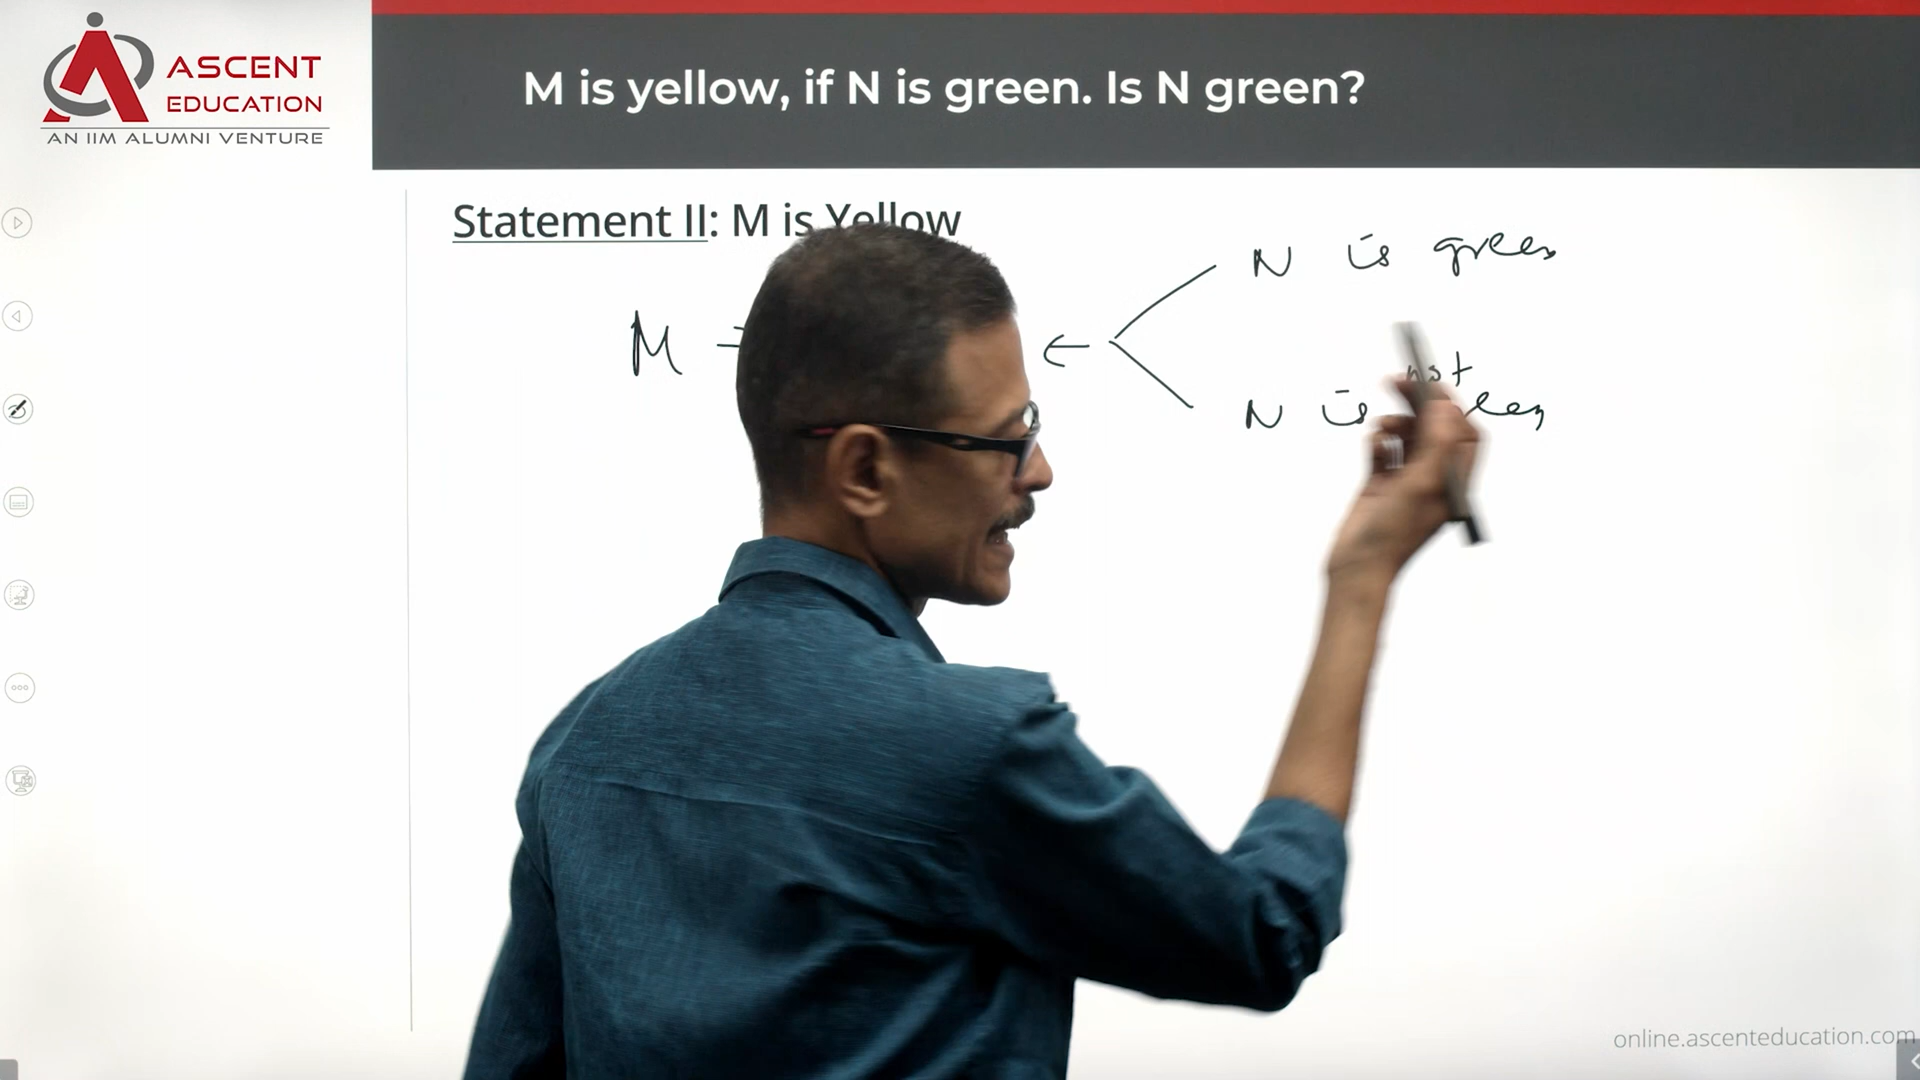 ASCENT
EDUCATION
AN IIM ALUMNI VENTURE
M is yellow, if N is green. Is N green?
Statement II: M is Yellow
N is green
M =
not
N is
online.ascenteducation.com